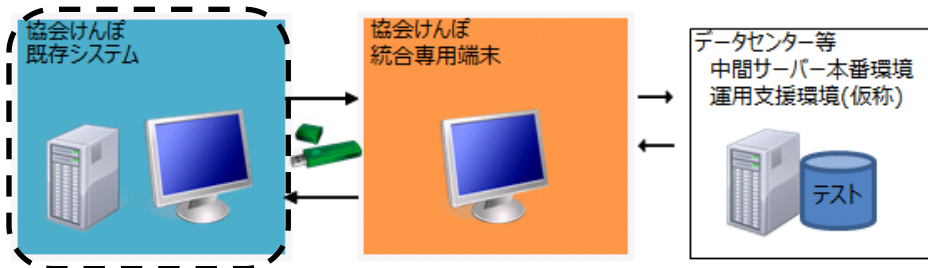 協会けんぽ
既存システム
協会けんぽ
統合専用端末
データセンター等
中間サーバー本番環境
運用支援環境(仮称)
テスト